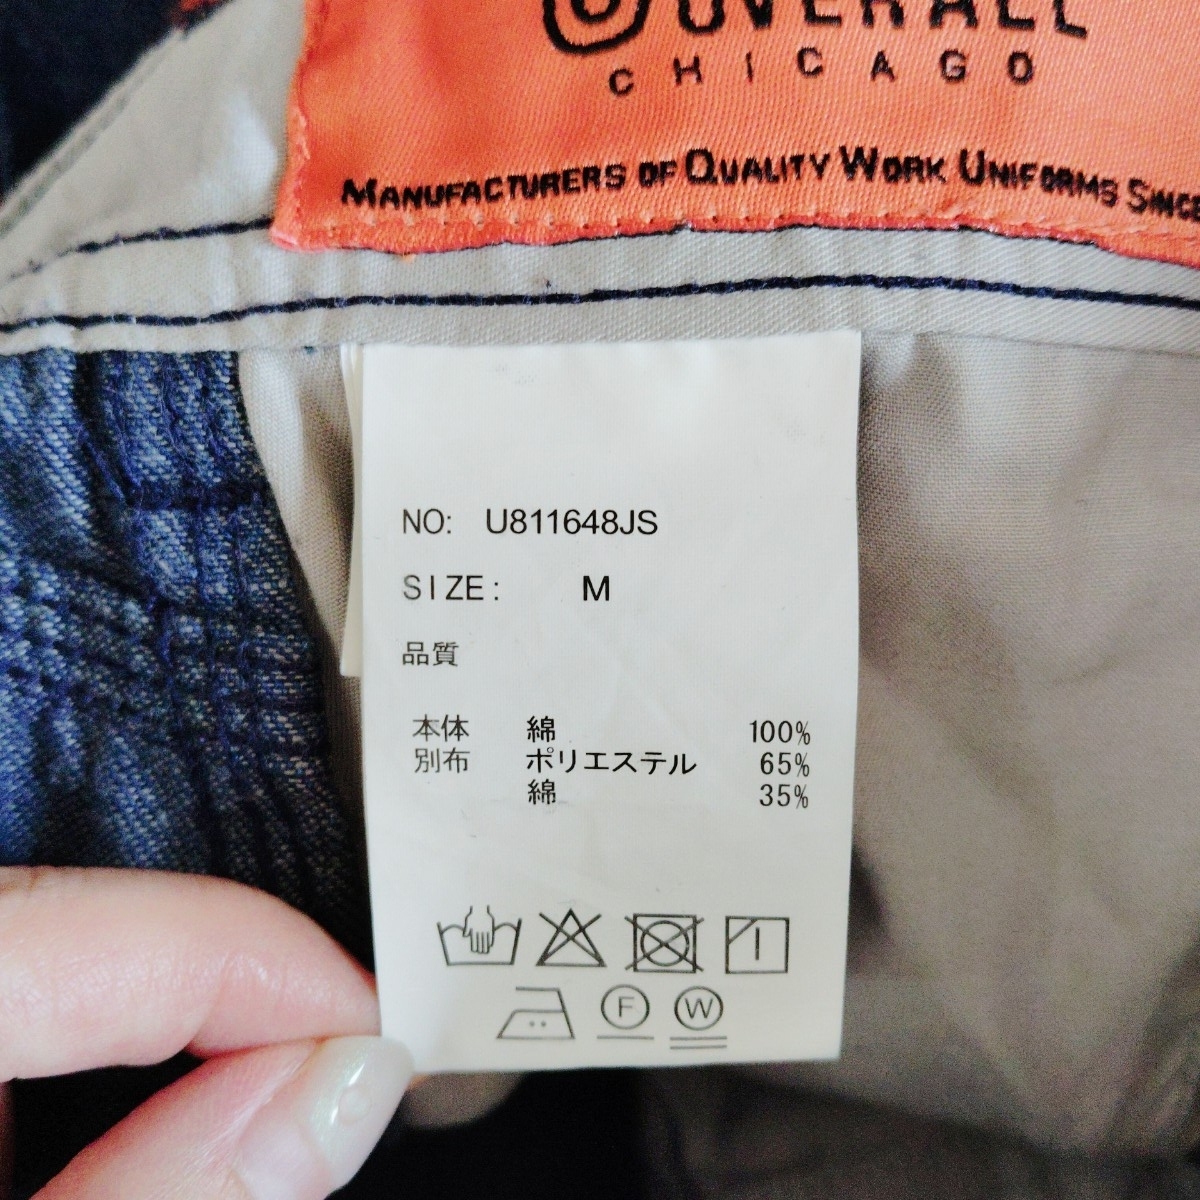 OVERALL
CHICAGO
MANUFACTURERS OF QUALITY WORK UNIFORMS SINCE
NO: U811648JS
SIZE: M
品質
本体 綿 100%
別布 ポリエステル 65%
綿 35%
F W